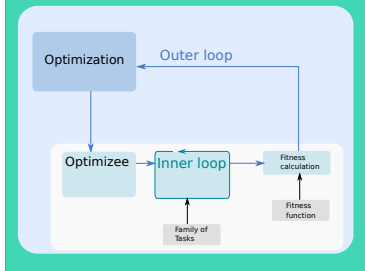 Outer loop
Optimization
Optimizee
Inner loop
Fitness
calculation
Fitness
function
Family of
Tasks